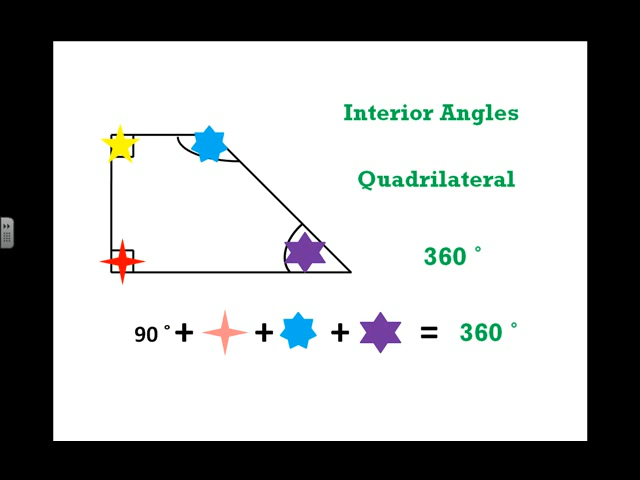 Interior Angles
Quadrilateral
360 °
90 ° + + + = 360 °